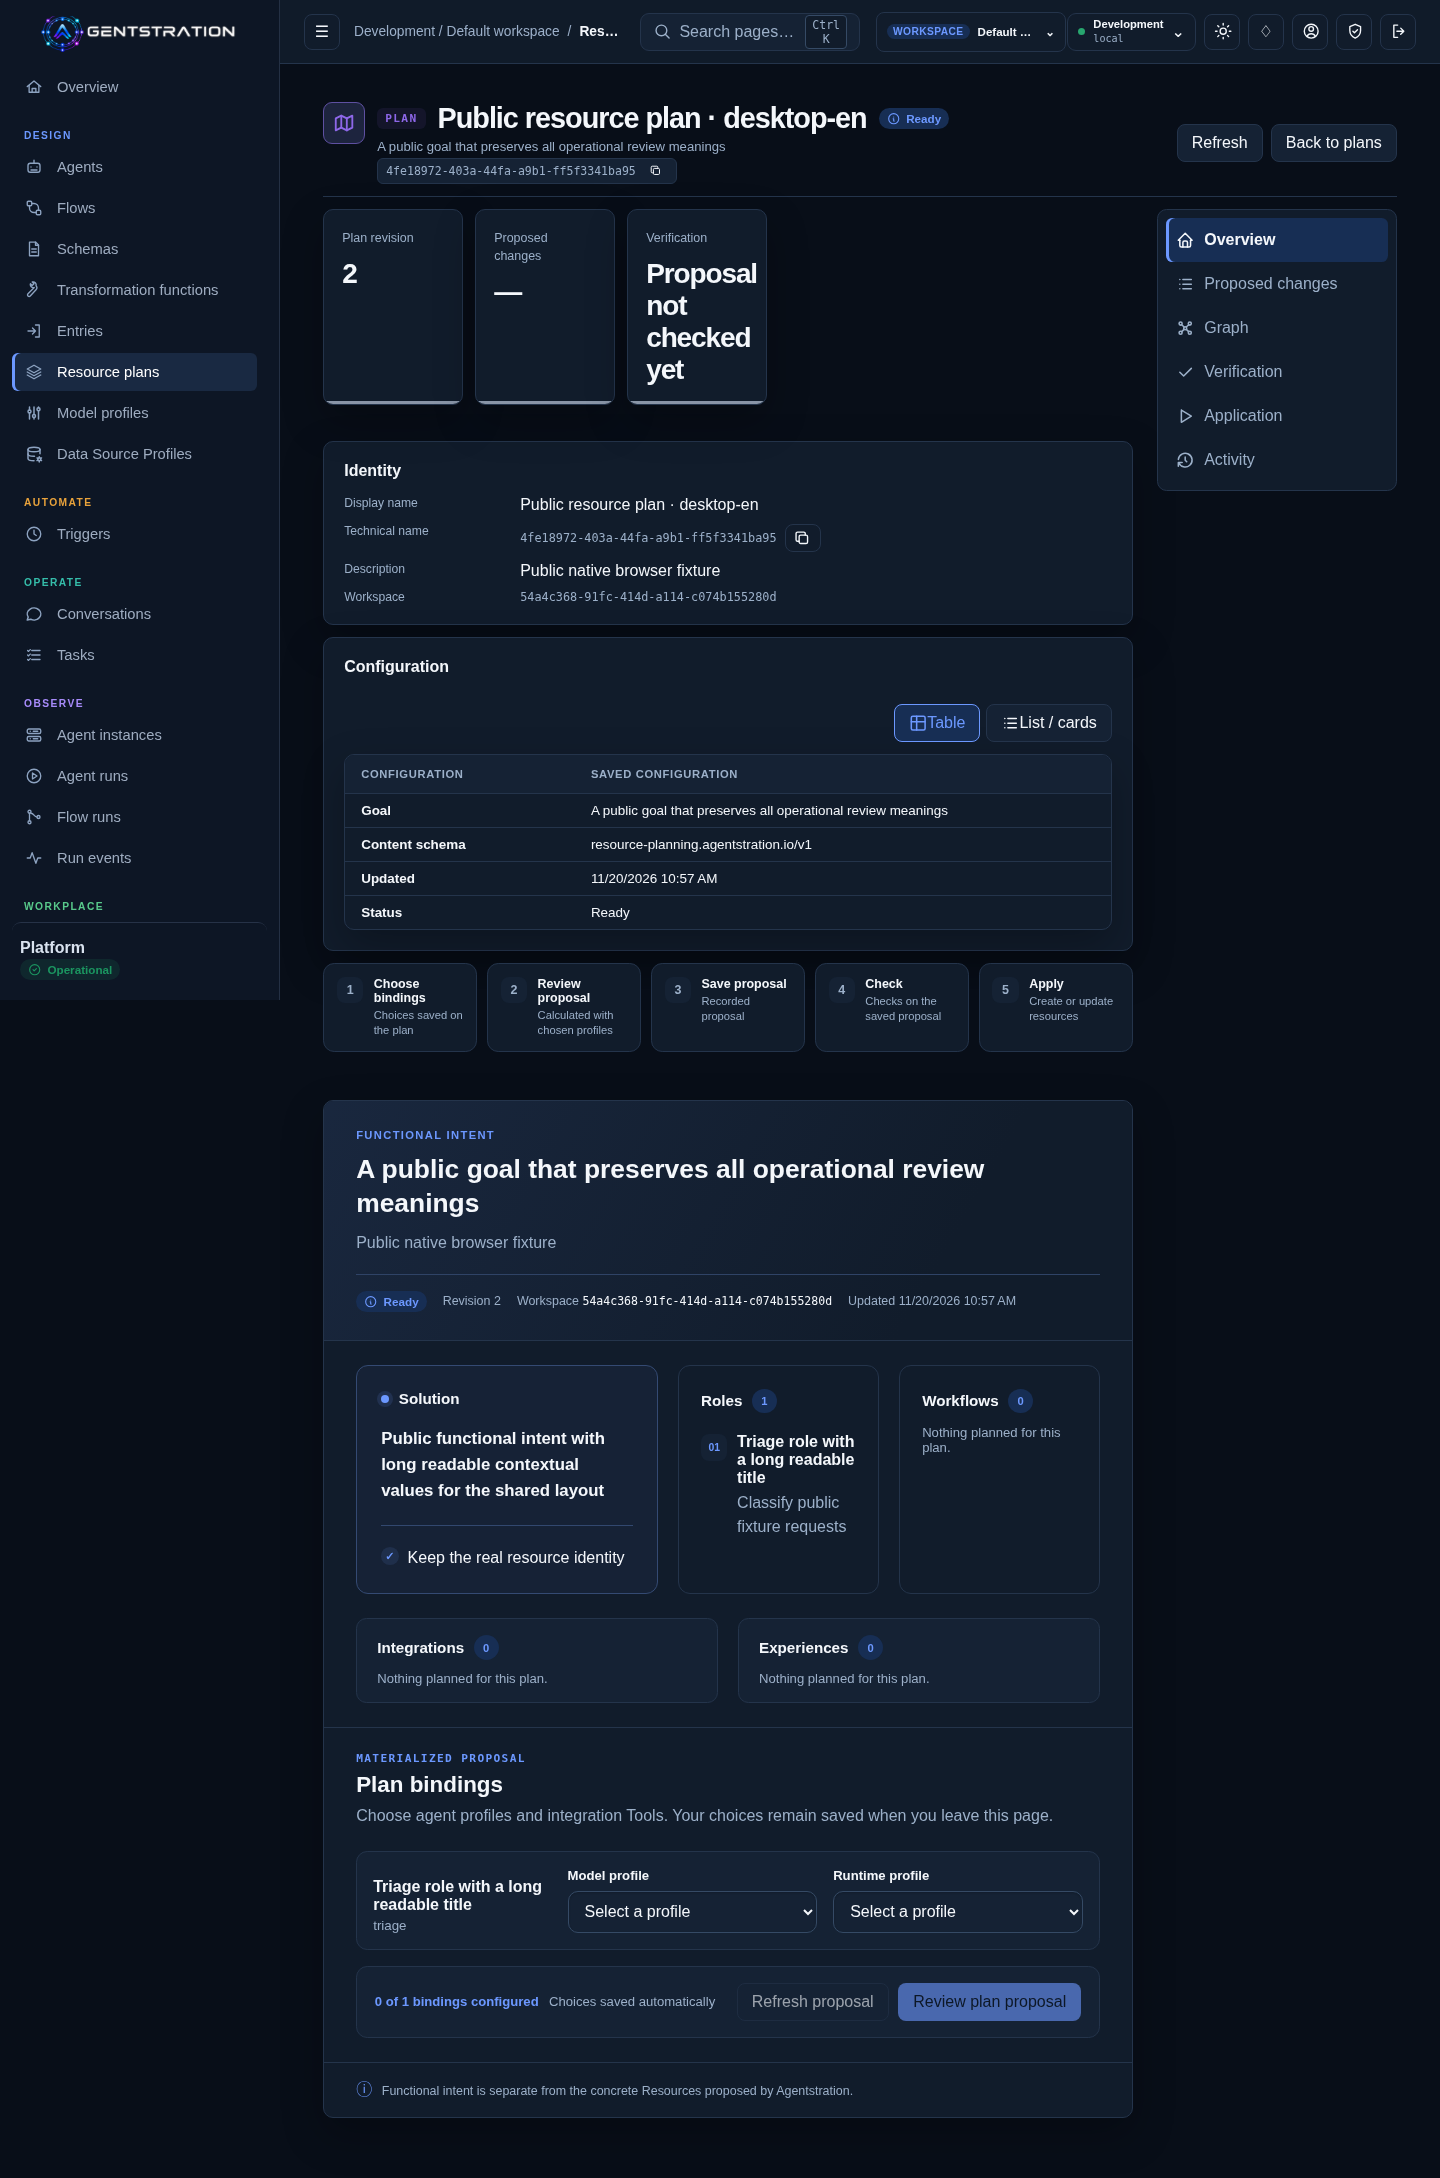 GENTSTRATION
Overview
DESIGN
Agents
Flows
Schemas
Transformation functions
Entries
Resource plans
Model profiles
Data Source Profiles
AUTOMATE
Triggers
OPERATE
Conversations
Tasks
OBSERVE
Agent instances
Agent runs
Flow runs
Run events
WORKPLACE
Platform
Operational
Development / Default workspace / Res…
Search pages…
Ctrl
K
WORKSPACE Default …
Development
local
PLAN Public resource plan · desktop-en Ready
A public goal that preserves all operational review meanings
4fe18972-403a-44fa-a9b1-ff5f3341ba95
Refresh
Back to plans
Plan revision
2
Proposed
changes
—
Verification
Proposal
not
checked
yet
Overview
Proposed changes
Graph
Verification
Application
Activity
Identity
Display name Public resource plan · desktop-en
Technical name 4fe18972-403a-44fa-a9b1-ff5f3341ba95
Description Public native browser fixture
Workspace 54a4c368-91fc-414d-a114-c074b155280d
Configuration
Table List / cards
CONFIGURATION SAVED CONFIGURATION
Goal A public goal that preserves all operational review meanings
Content schema resource-planning.agentstration.io/v1
Updated 11/20/2026 10:57 AM
Status Ready
1 Choose
bindings
Choices saved on
the plan
2 Review
proposal
Calculated with
chosen profiles
3 Save proposal
Recorded
proposal
4 Check
Checks on the
saved proposal
5 Apply
Create or update
resources
FUNCTIONAL INTENT
A public goal that preserves all operational review
meanings
Public native browser fixture
Ready Revision 2 Workspace 54a4c368-91fc-414d-a114-c074b155280d Updated 11/20/2026 10:57 AM
Solution
Public functional intent with
long readable contextual
values for the shared layout
✓ Keep the real resource identity
Roles 1
01 Triage role with
a long readable
title
Classify public
fixture requests
Workflows 0
Nothing planned for this
plan.
Integrations 0
Nothing planned for this plan.
Experiences 0
Nothing planned for this plan.
MATERIALIZED PROPOSAL
Plan bindings
Choose agent profiles and integration Tools. Your choices remain saved when you leave this page.
Triage role with a long
readable title
triage
Model profile
Select a profile
Runtime profile
Select a profile
0 of 1 bindings configured Choices saved automatically
Refresh proposal
Review plan proposal
Functional intent is separate from the concrete Resources proposed by Agentstration.